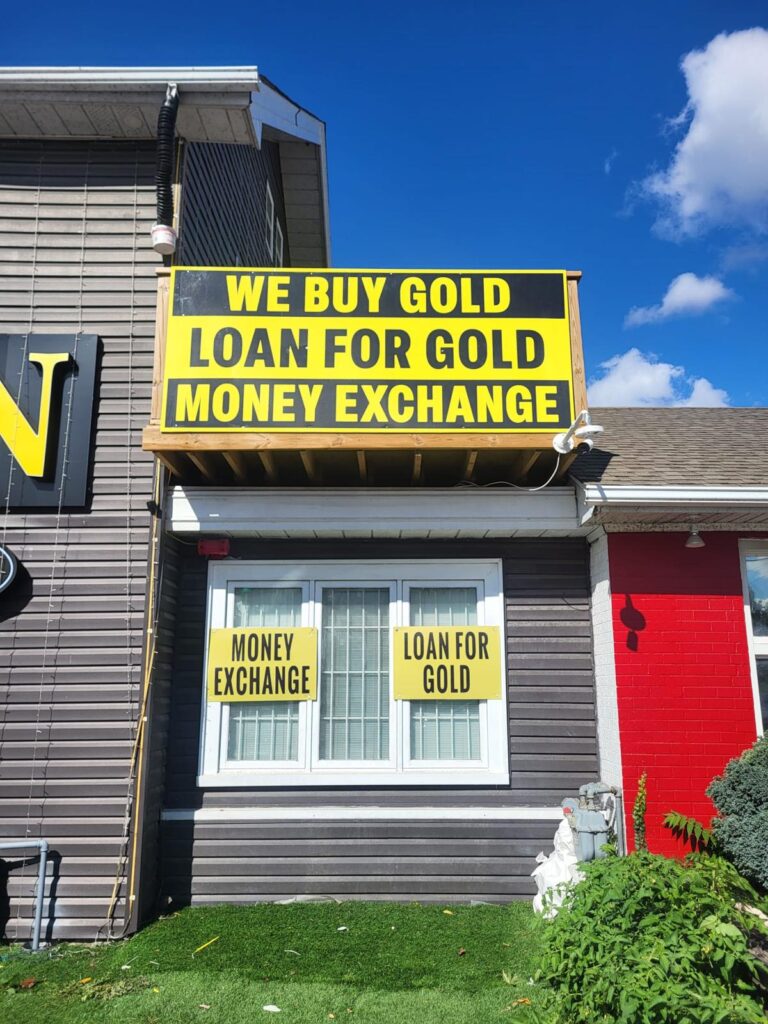 WE BUY GOLD
LOAN FOR GOLD
MONEY EXCHANGE
N
MONEY
EXCHANGE
LOAN FOR
GOLD